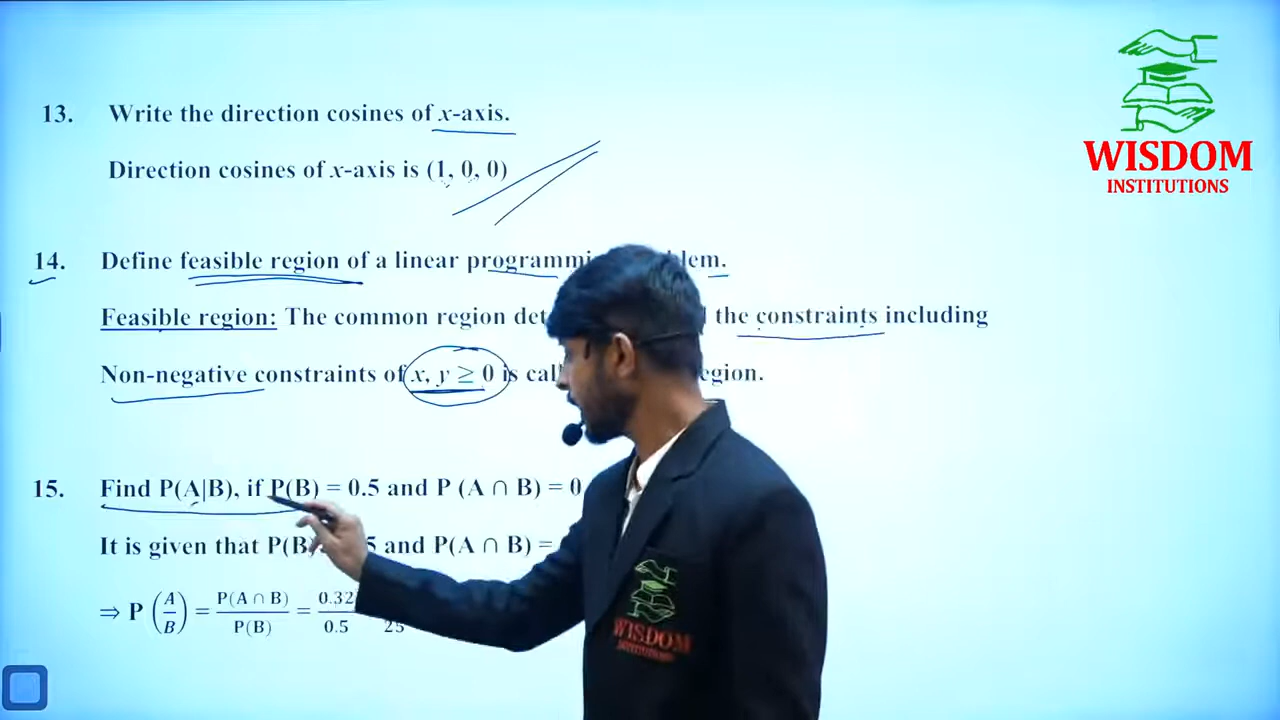 WISDOM
INSTITUTIONS
13. Write the direction cosines of x-axis.
Direction cosines of x-axis is (1, 0, 0)
14. Define feasible region of a linear programmi lem.
Feasible region: The common region det the constraints including
Non-negative constraints of x, y ≥ 0 is cal egion.
15. Find P(A|B), if P(B) = 0.5 and P (A ∩ B) = 0
It is given that P(B 5 and P(A ∩ B) =
⇒ P (A/B) = P(A ∩ B)/P(B) = 0.32/0.5 25
WISDOM
INSTITUTIONS